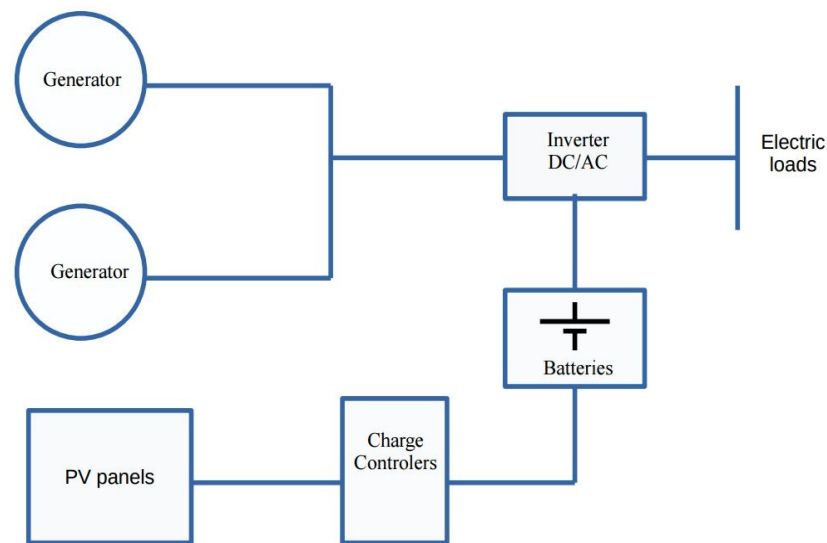 Generator
Inverter
DC/AC
Electric
loads
Generator
Batteries
Charge
Controlers
PV panels